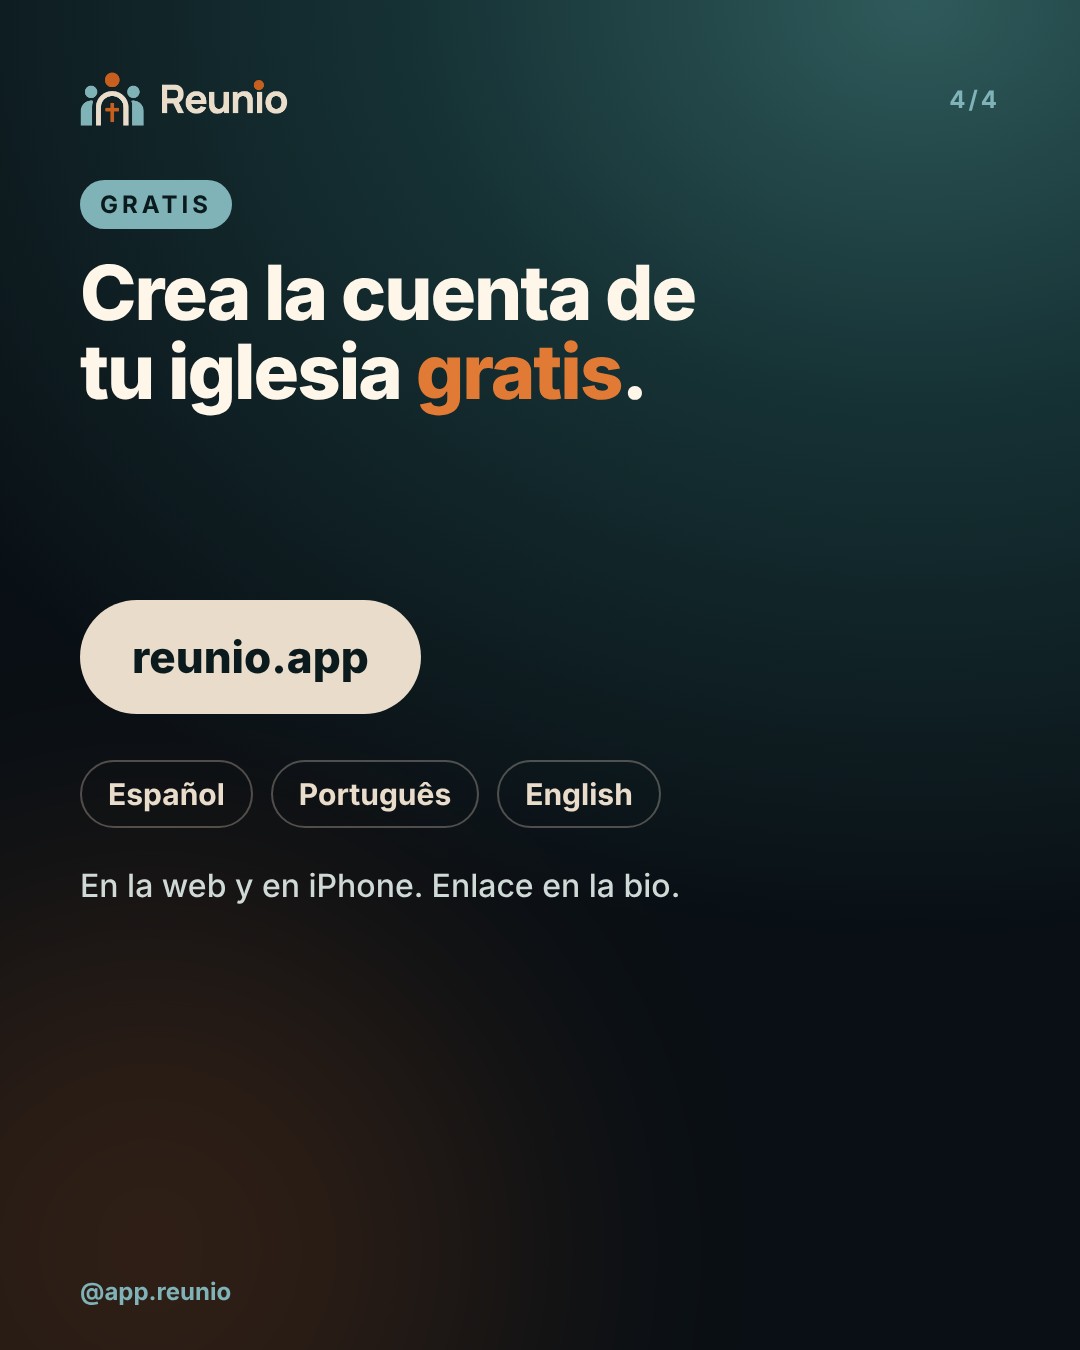 Reunio
4/4
GRATIS
Crea la cuenta de
tu iglesia gratis.
reunio.app
Español
Português
English
En la web y en iPhone. Enlace en la bio.
@app.reunio